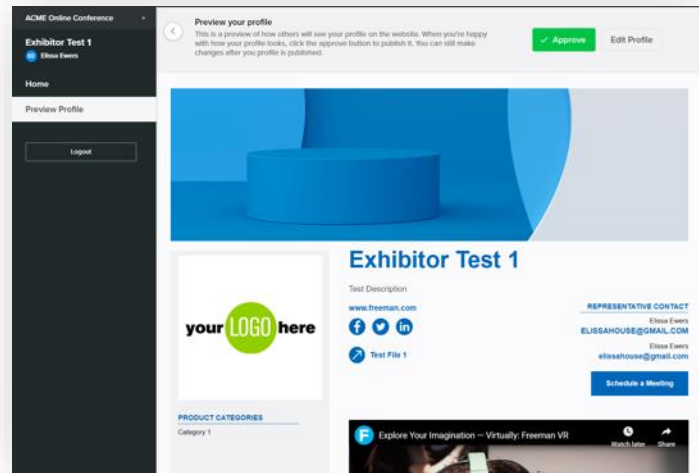 ACME Online Conference
Exhibitor Test 1
Elissa Ewers
Home
Preview Profile
Logout
Preview your profile
This is a preview of how others will see your profile on the website. When you're happy
with how your profile looks, click the approve button to publish it. You can still make
changes after you profile is published.
Approve
Edit Profile
your LOGO here
PRODUCT CATEGORIES
Category 1
Exhibitor Test 1
Test Description
www.freeman.com
Test File 1
REPRESENTATIVE CONTACT
Elissa Ewers
ELISSAHOUSE@GMAIL.COM
Elissa Ewers
elissahouse@gmail.com
Schedule a Meeting
F Explore Your Imagination — Virtually: Freeman VR
Watch later
Share